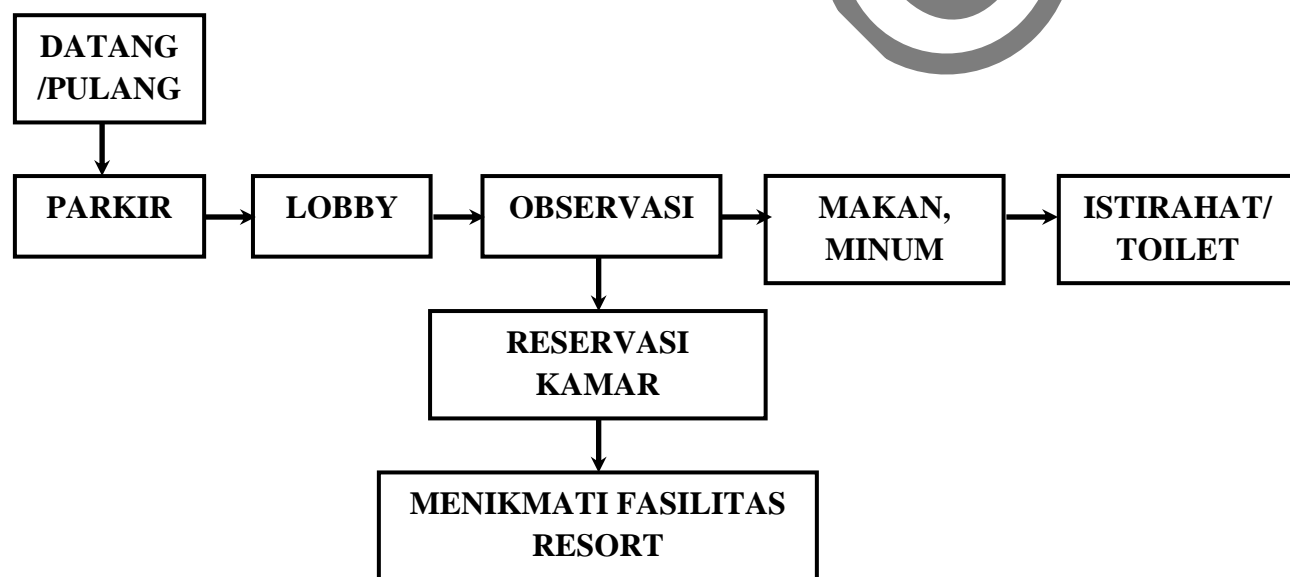 DATANG
/PULANG
PARKIR
LOBBY
OBSERVASI
MAKAN,
MINUM
ISTIRAHAT/
TOILET
RESERVASI
KAMAR
MENIKMATI FASILITAS
RESORT